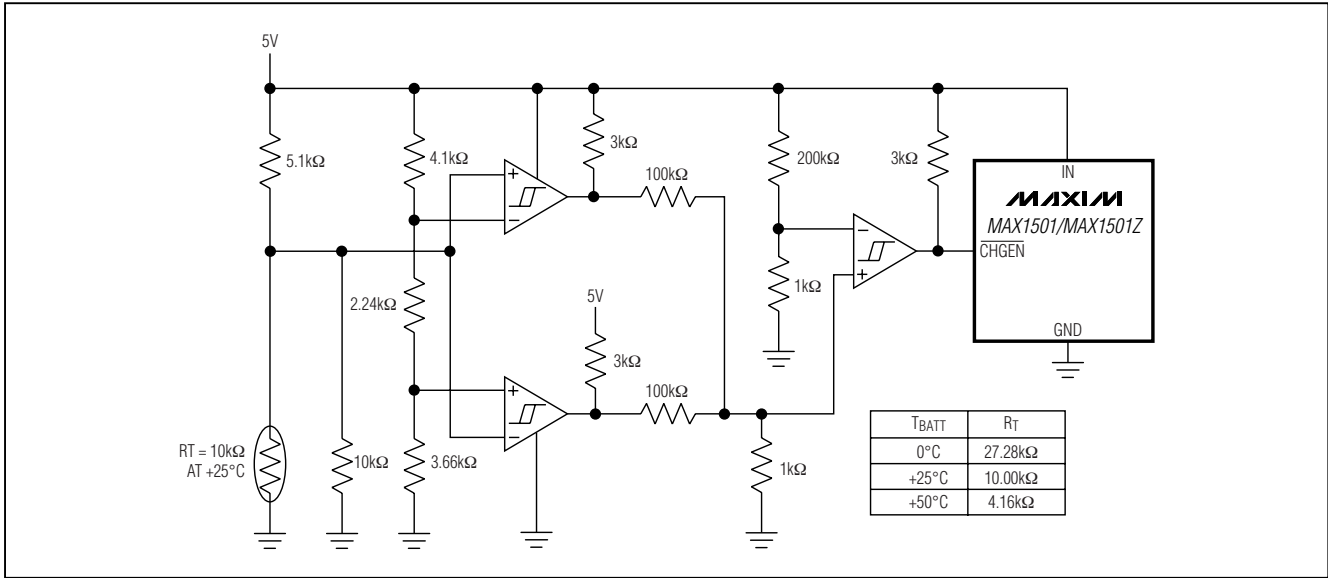 5V
5.1kΩ
4.1kΩ
3kΩ
100kΩ
200kΩ
3kΩ
IN
MAXIM
MAX1501/MAX1501Z
CHGEN
GND
+
−
−
+
1kΩ
2.24kΩ
5V
3kΩ
100kΩ
+
−
RT = 10kΩ
AT +25°C
10kΩ
3.66kΩ
1kΩ
TBATT RT
0°C 27.28kΩ
+25°C 10.00kΩ
+50°C 4.16kΩ